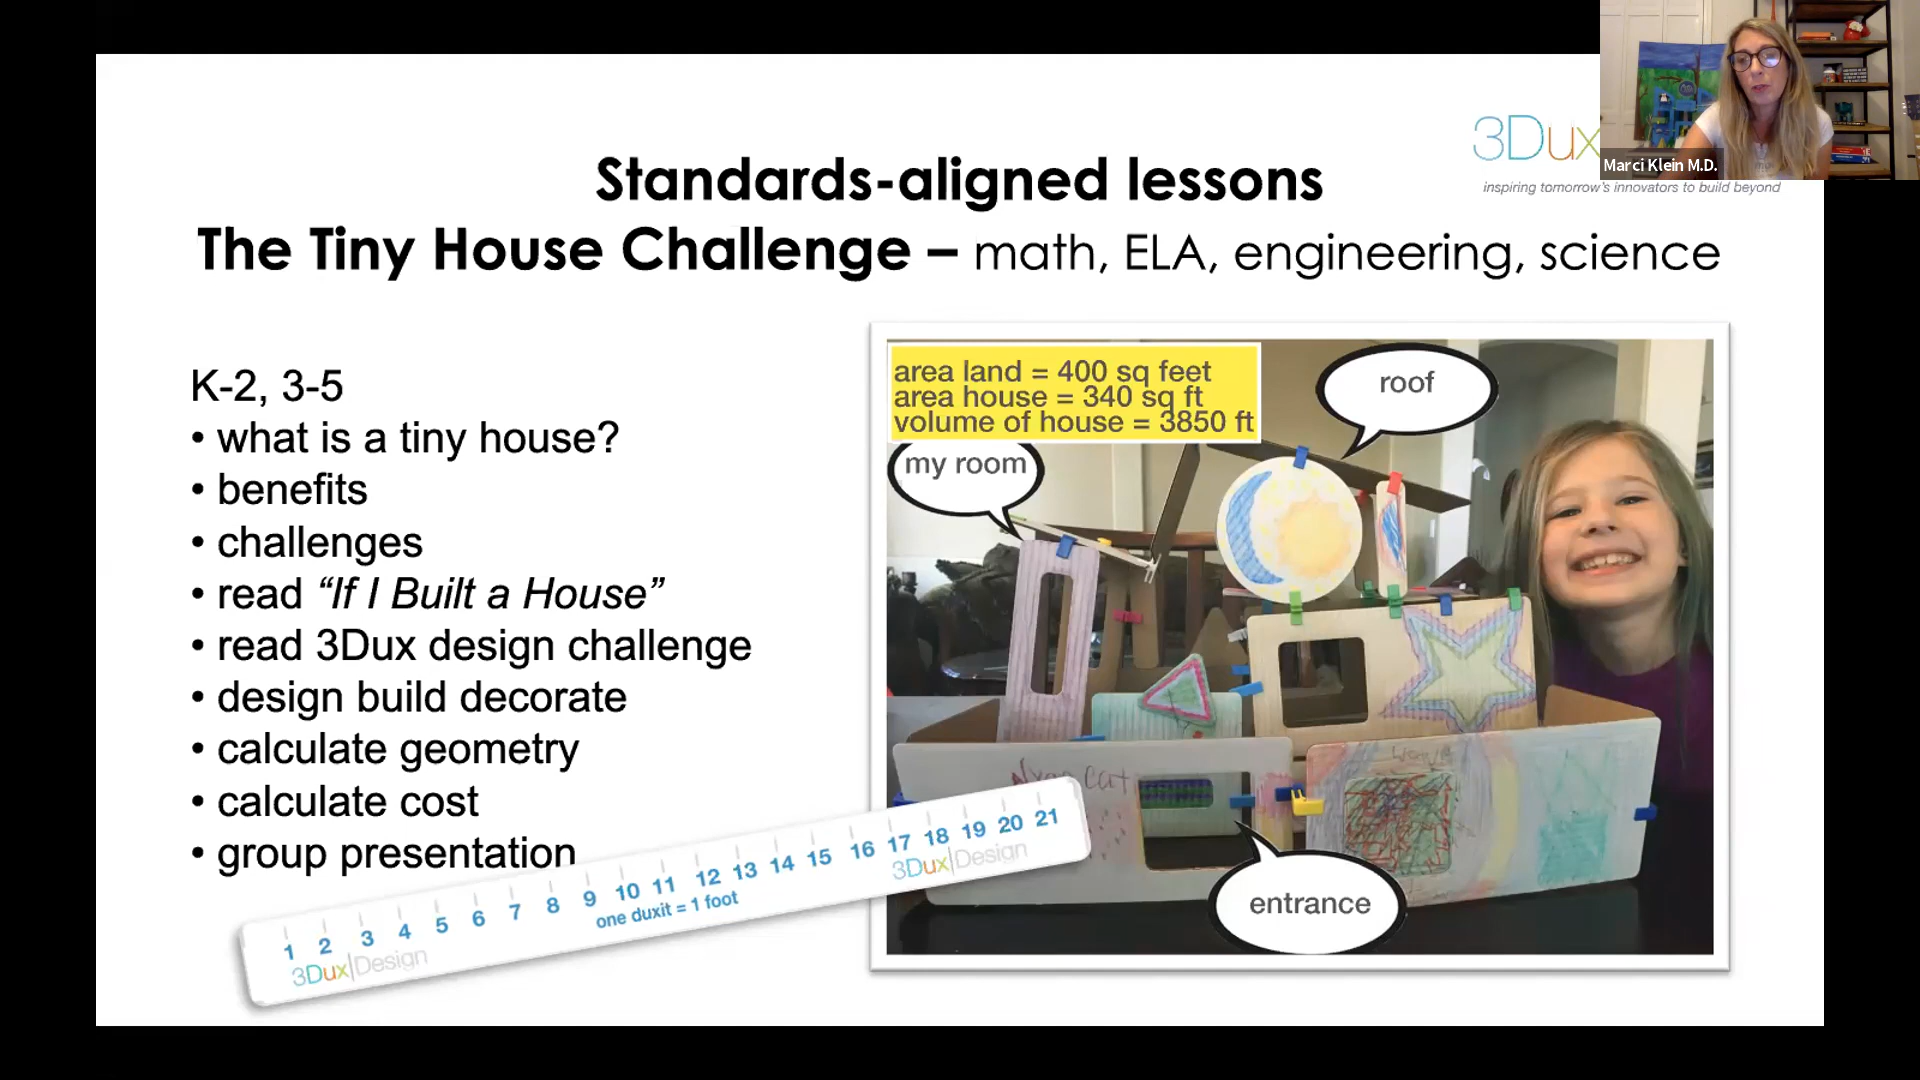 3Dux
Marci Klein M.D.
inspiring tomorrow's innovators to build beyond
Standards-aligned lessons
The Tiny House Challenge – math, ELA, engineering, science
K-2, 3-5
• what is a tiny house?
• benefits
• challenges
• read “If I Built a House”
• read 3Dux design challenge
• design build decorate
• calculate geometry
• calculate cost
• group presentation
area land = 400 sq feet
area house = 340 sq ft
volume of house = 3850 ft
roof
my room
cat
entrance
1 2 3 4 5 6 7 8 9 10 11 12 13 14 15 16 17 18 19 20 21
one duxit = 1 foot
3Dux|Design
3Dux|Design